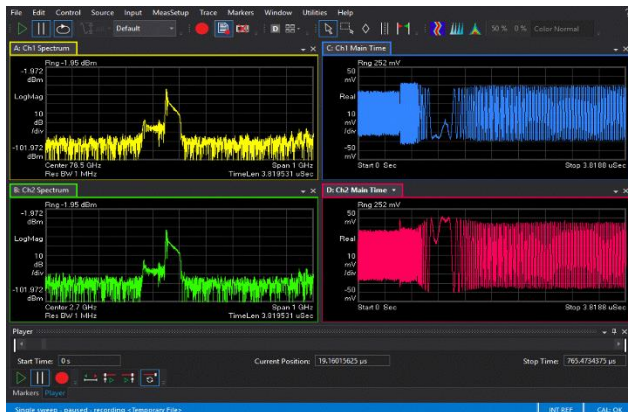 File Edit Control Source Input MeasSetup Trace Markers Window Utilities Help
Default
50 % 0 % Color Normal
A: Ch1 Spectrum
Rng -1.95 dBm
-1.972
dBm
LogMag
10
dB
/div
-101.972
dBm
Center 76.5 GHz
Span 1 GHz
Res BW 1 MHz
TimeLen 3.819531 uSec
C: Ch1 Main Time
Rng 252 mV
50
mV
Real
10
mV
/div
-50
mV
Start 0 Sec
Stop 3.8188 uSec
B: Ch2 Spectrum
Rng -1.95 dBm
-1.972
dBm
LogMag
10
dB
/div
-101.972
dBm
Center 2.7 GHz
Span 1 GHz
Res BW 1 MHz
TimeLen 3.819531 uSec
D: Ch2 Main Time
Rng 252 mV
50
mV
Real
10
mV
/div
-50
mV
Start 0 Sec
Stop 3.8188 uSec
Player
Start Time: 0 s
Current Position: 19.16015625 µs
Stop Time: 765.4734375 µs
Markers Player
Single sweep - paused - recording <Temporary File>
INT REF
CAL: OK